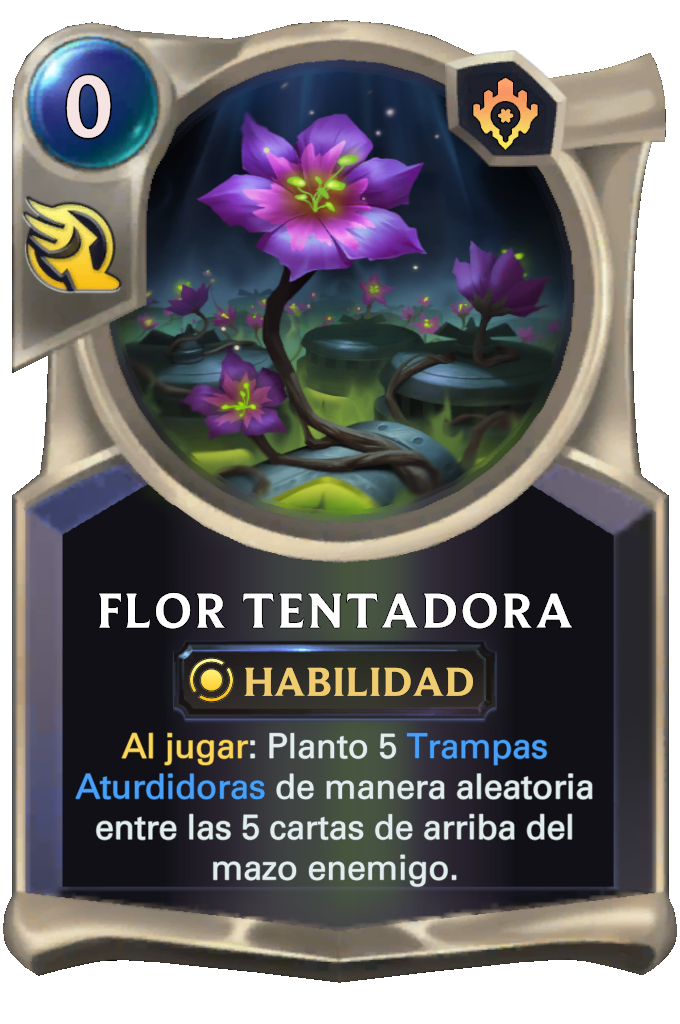 0
FLOR TENTADORA
HABILIDAD
Al jugar: Planto 5 Trampas
Aturdidoras de manera aleatoria
entre las 5 cartas de arriba del
mazo enemigo.